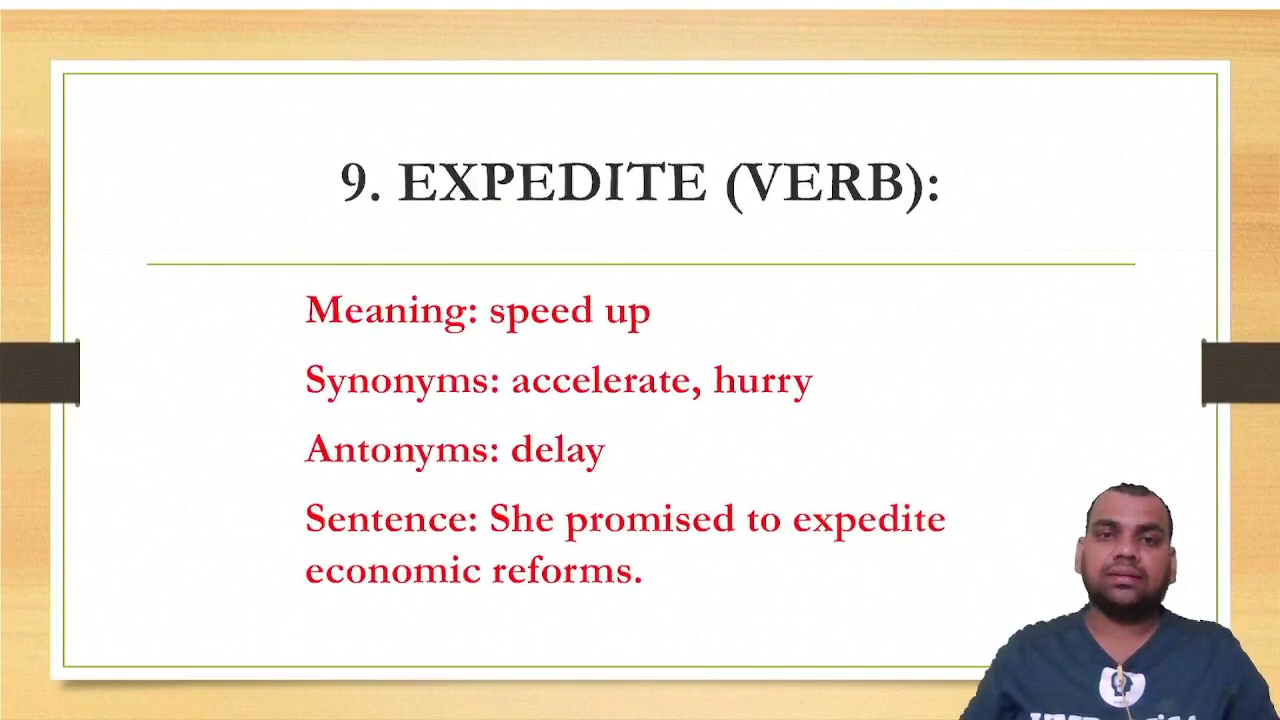 9. EXPEDITE (VERB):
Meaning: speed up
Synonyms: accelerate, hurry
Antonyms: delay
Sentence: She promised to expedite
economic reforms.